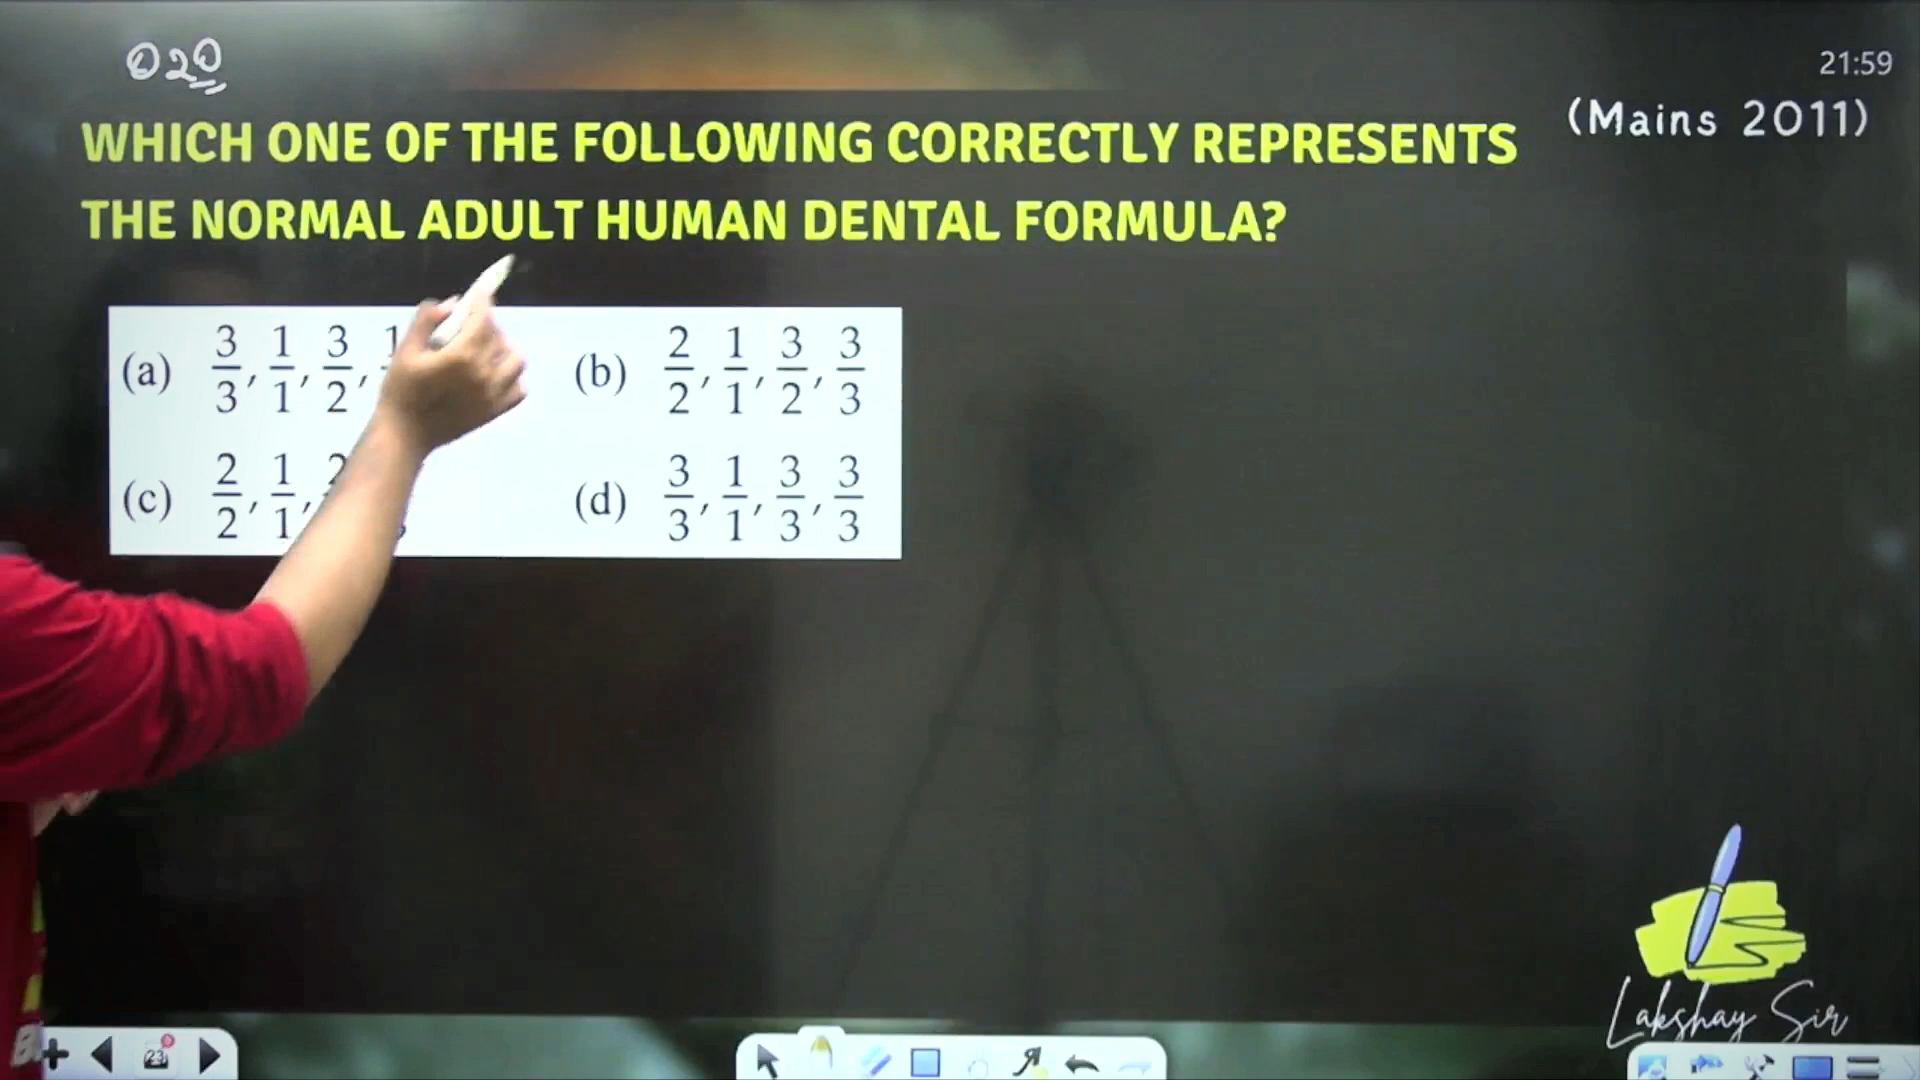 Q20
21:59
(Mains 2011)
WHICH ONE OF THE FOLLOWING CORRECTLY REPRESENTS
THE NORMAL ADULT HUMAN DENTAL FORMULA?
(a) 3/3, 1/1, 3/2,
(b) 2/2, 1/1, 3/2, 3/3
(c) 2/2, 1/1,
(d) 3/3, 1/1, 3/3, 3/3
Lakshay Sir
23